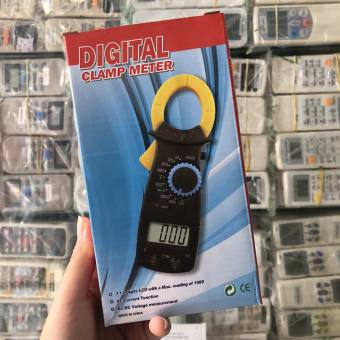 DIGITAL
CLAMP METER
000
3 1/2 Digits LCD with a Max. reading of 1999
AC Current Function
AC/DC Voltage measurement
MADE IN CHINA
CE